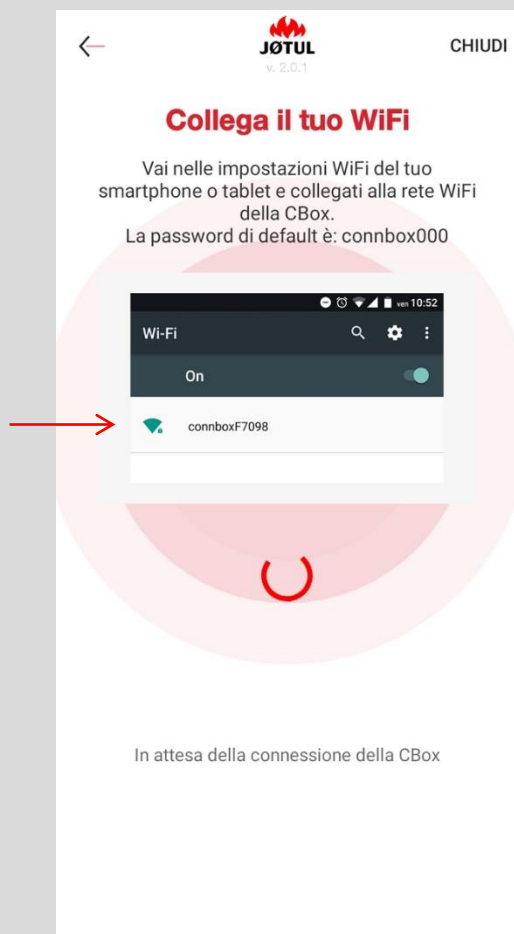 JØTUL
CHIUDI
v. 2.0.1
Collega il tuo WiFi
Vai nelle impostazioni WiFi del tuo
smartphone o tablet e collegati alla rete WiFi
della CBox.
La password di default è: connbox000
ven 10:52
Wi-Fi
On
connboxF7098
In attesa della connessione della CBox